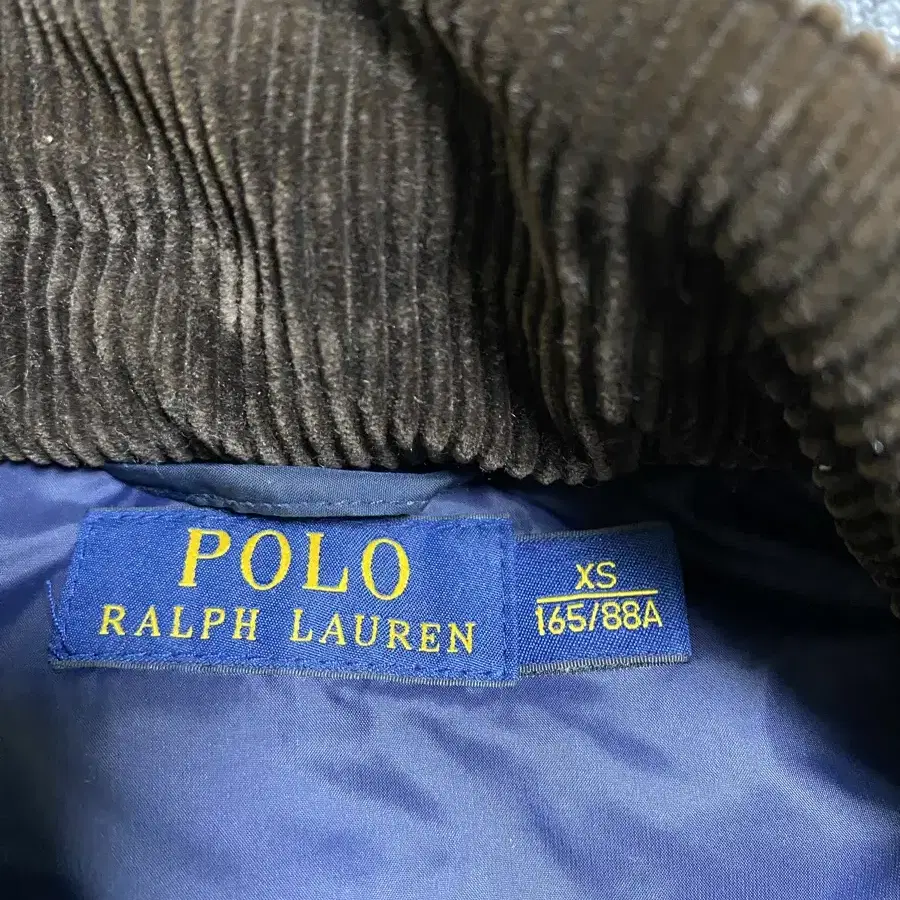 POLO
RALPH LAUREN
XS
165/88A